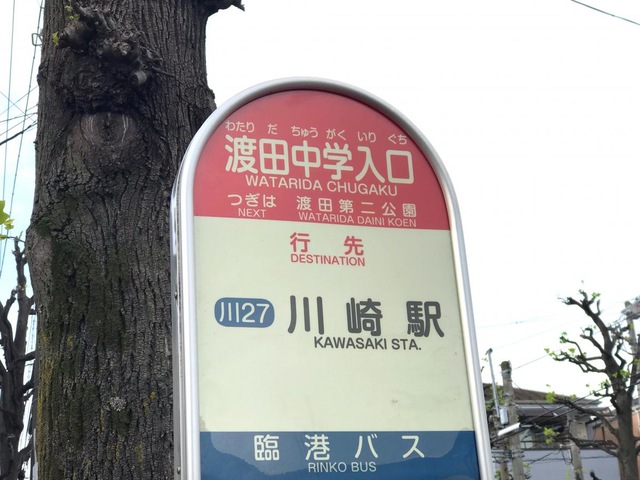 わたり だ ちゅう がく いり ぐち
渡田中学入口
WATARIDA CHUGAKU
つぎは 渡田第二公園
NEXT WATARIDA DAINI KOEN
行先
DESTINATION
川27 川崎駅
KAWASAKI STA.
臨港バス
RINKO BUS